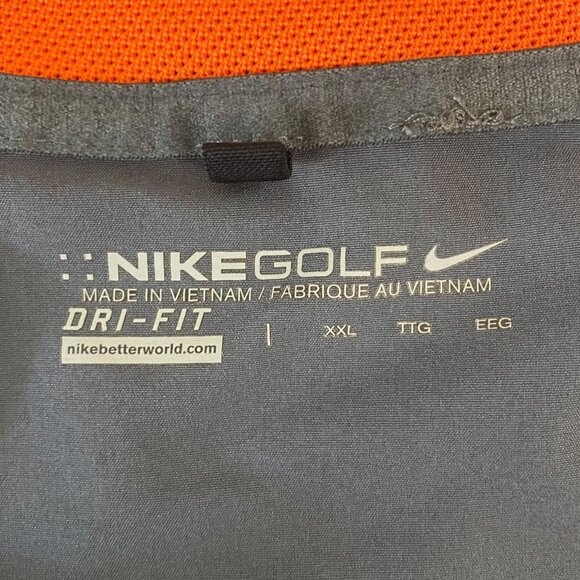 NIKEGOLF
MADE IN VIETNAM / FABRIQUE AU VIETNAM
DRI-FIT | XXL TTG EEG
nikebetterworld.com